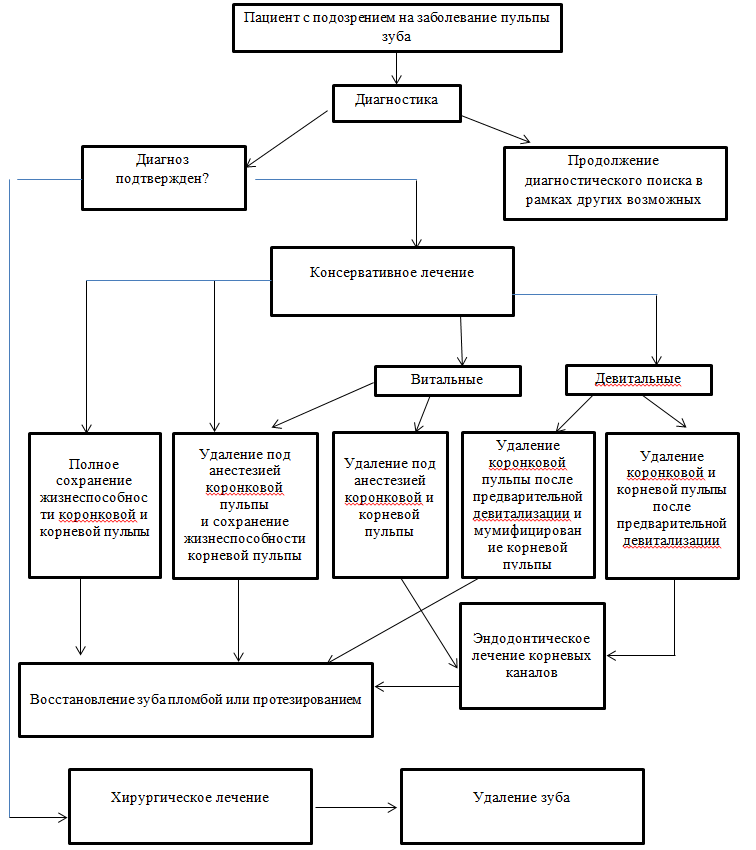 Пациент с подозрением на заболевание пульпы
зуба
Диагностика
Диагноз
подтвержден?
Продолжение
диагностического поиска в
рамках других возможных
Консервативное лечение
Витальные
Девитальные
Полное
сохранение
жизнеспособнос
ти коронковой и
корневой пульпы
Удаление под
анестезией
коронковой
пульпы
и сохранение
жизнеспособности
корневой пульпы
Удаление под
анестезией
коронковой и
корневой
пульпы
Удаление
коронковой
пульпы после
предварительной
девитализации и
мумифицирован
ие корневой
пульпы
Удаление
коронковой и
корневой пульпы
после
предварительной
девитализации
Эндодонтическое
лечение корневых
каналов
Восстановление зуба пломбой или протезированием
Хирургическое лечение
Удаление зуба